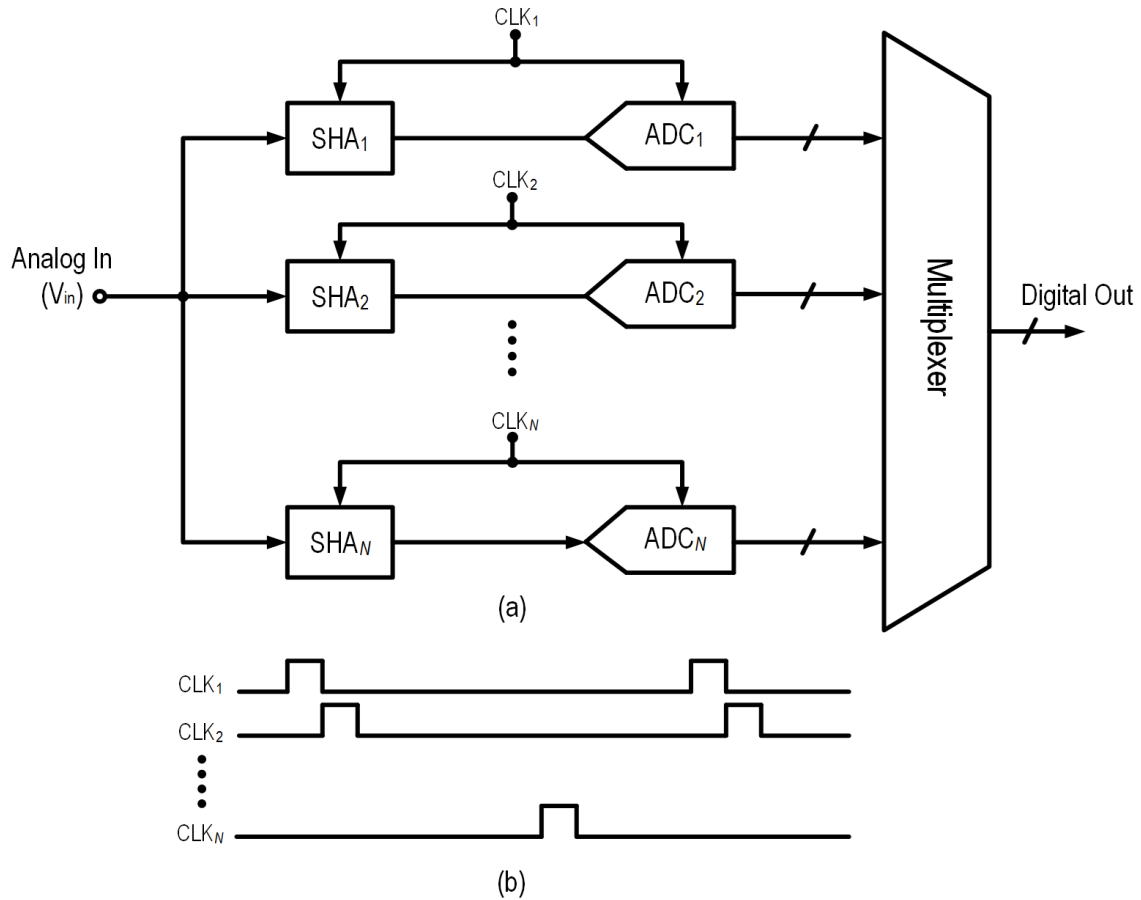 CLK1
SHA1
ADC1
CLK2
Analog In
(Vin)
SHA2
ADC2
Multiplexer
Digital Out
CLKN
SHAN
ADCN
(a)
CLK1
CLK2
CLKN
(b)